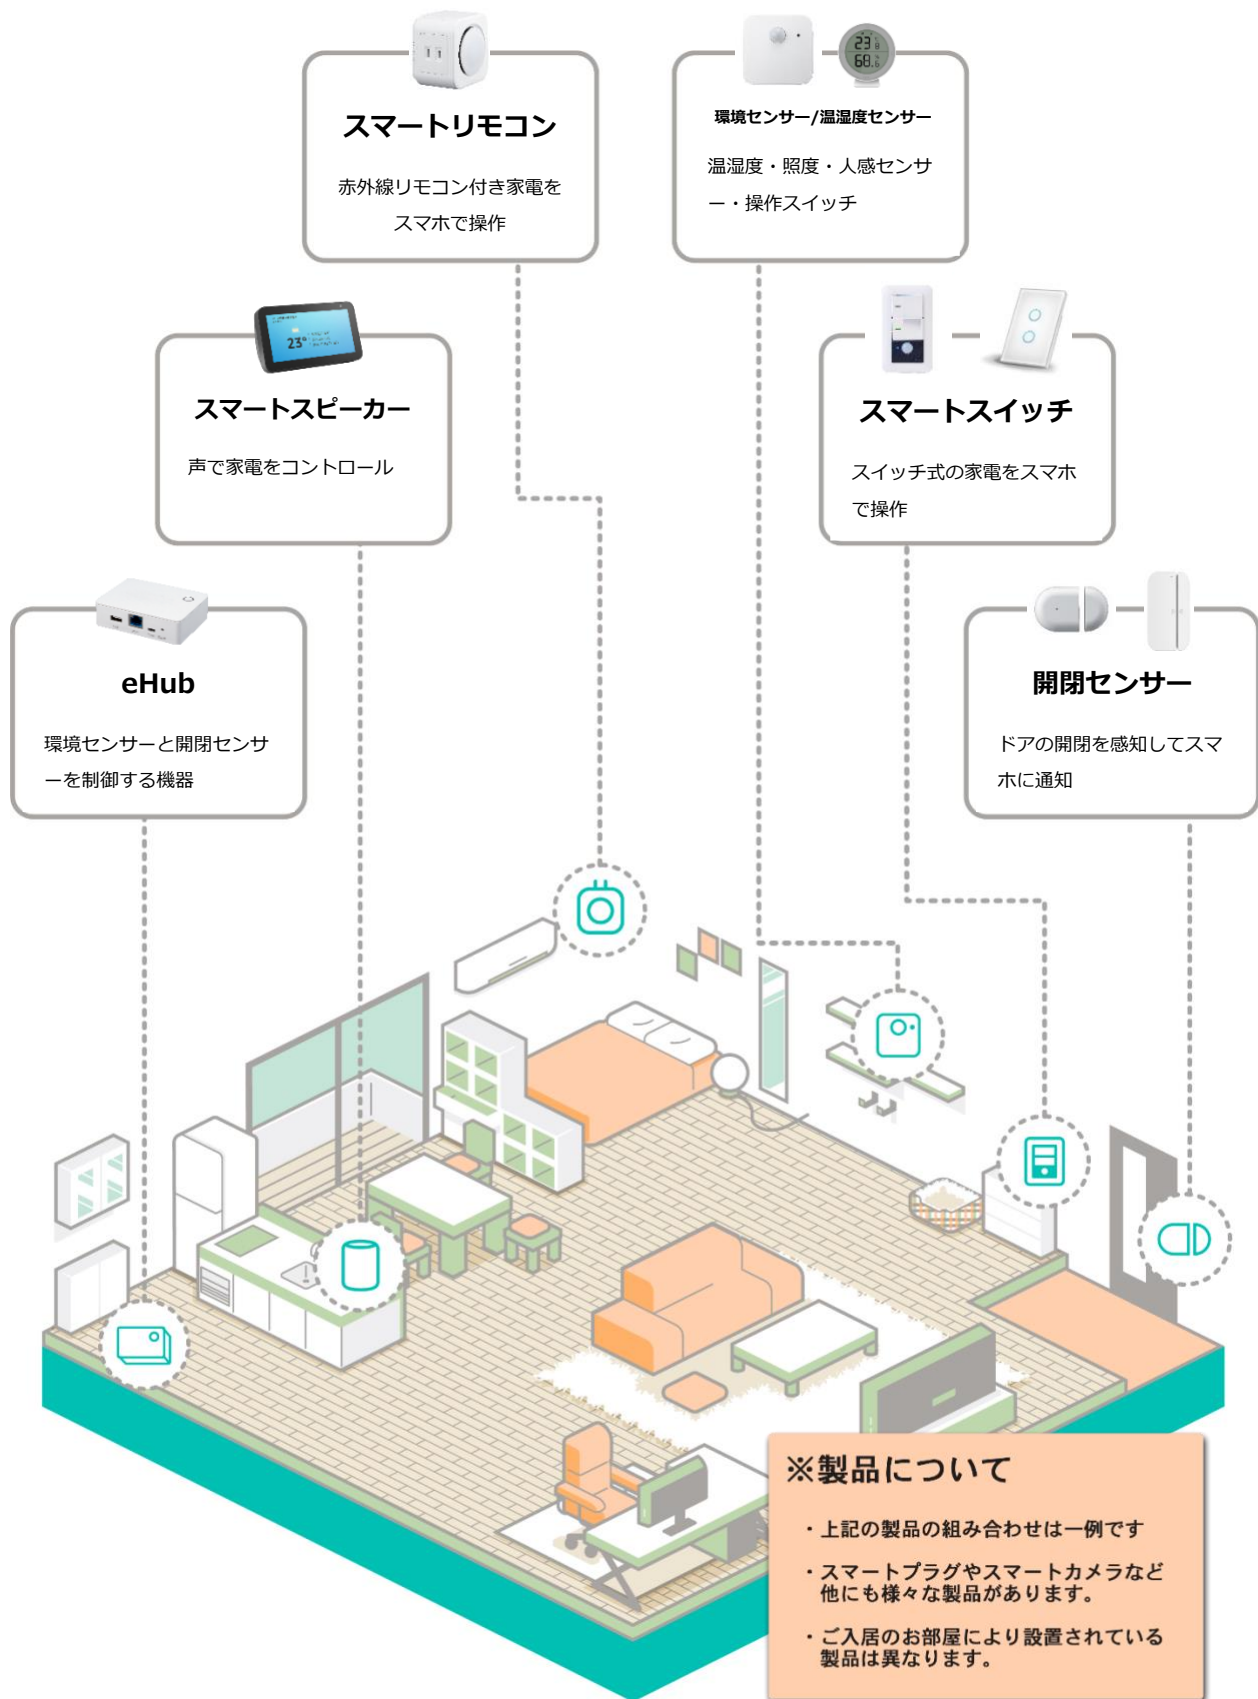 スマートリモコン
赤外線リモコン付き家電を
スマホで操作
23
68.
環境センサー/温湿度センサー
温湿度・照度・人感センサ
ー・操作スイッチ
23°
スマートスピーカー
声で家電をコントロール
スマートスイッチ
スイッチ式の家電をスマホ
で操作
eHub
環境センサーと開閉センサ
ーを制御する機器
開閉センサー
ドアの開閉を感知してスマ
ホに通知
※製品について
・上記の製品の組み合わせは一例です
・スマートプラグやスマートカメラなど
他にも様々な製品があります。
・ご入居のお部屋により設置されている
製品は異なります。